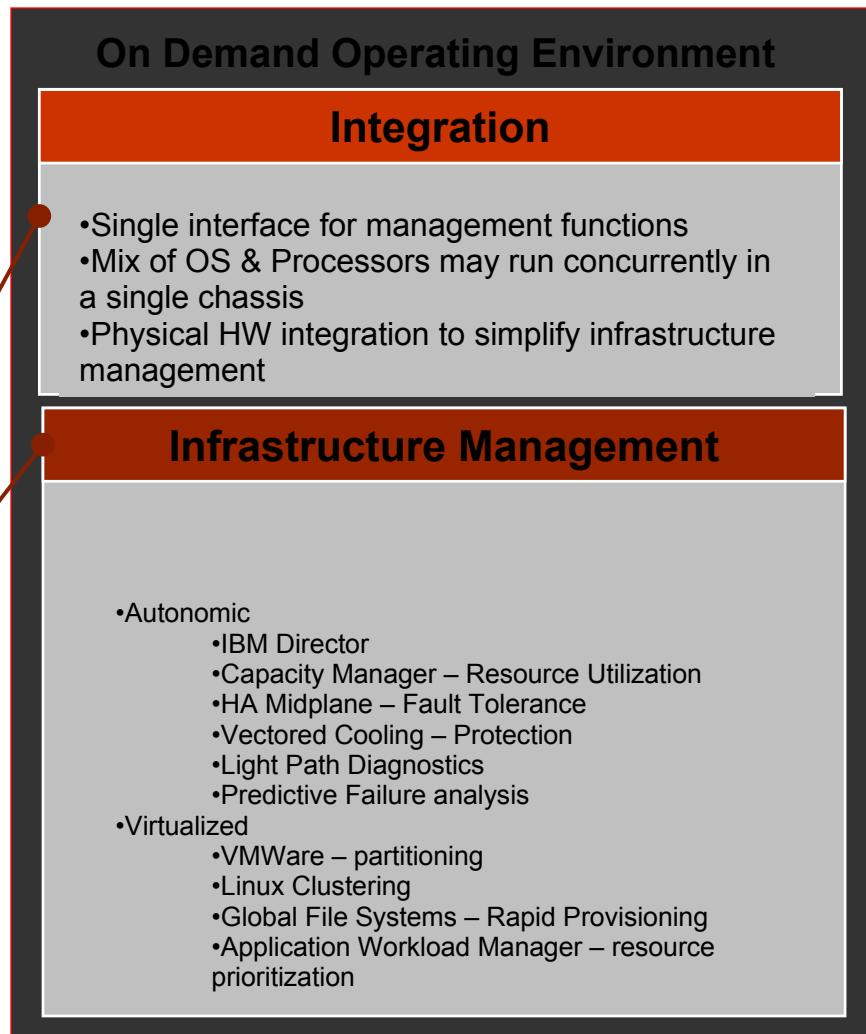 On Demand Operating Environment
Integration
•Single interface for management functions
•Mix of OS & Processors may run concurrently in
a single chassis
•Physical HW integration to simplify infrastructure
management
Infrastructure Management
•Autonomic
•IBM Director
•Capacity Manager – Resource Utilization
•HA Midplane – Fault Tolerance
•Vectored Cooling – Protection
•Light Path Diagnostics
•Predictive Failure analysis
•Virtualized
•VMWare – partitioning
•Linux Clustering
•Global File Systems – Rapid Provisioning
•Application Workload Manager – resource
prioritization